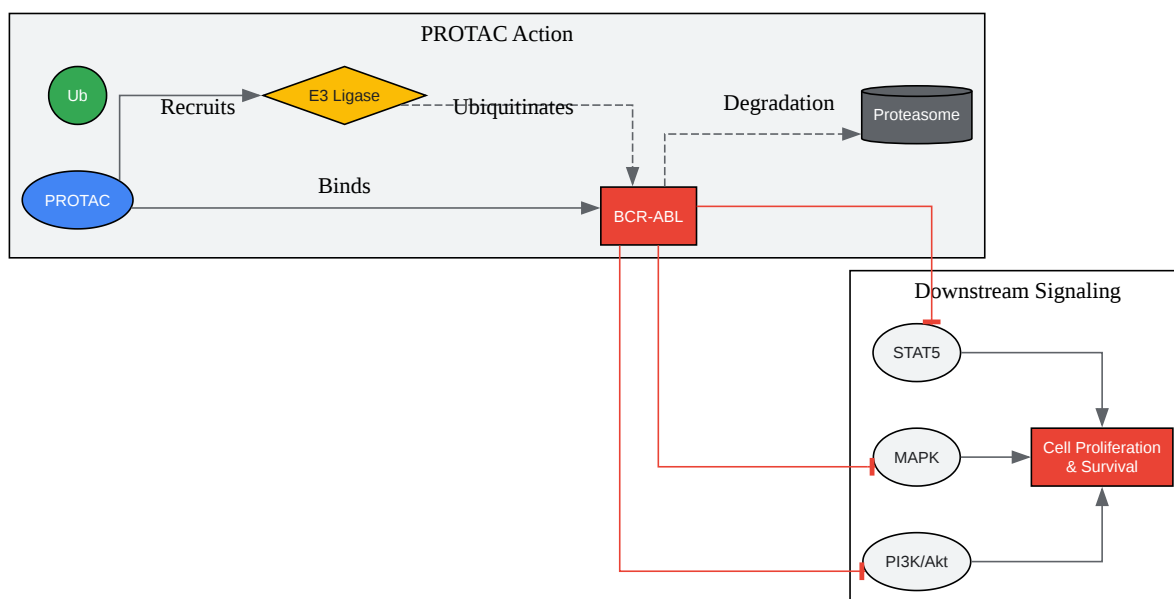 PROTAC Action
Ub
Recruits
E3 Ligase
Ubiquitinates
Degradation
Proteasome
PROTAC
Binds
BCR-ABL
Downstream Signaling
STAT5
MAPK
Cell Proliferation
& Survival
PI3K/Akt